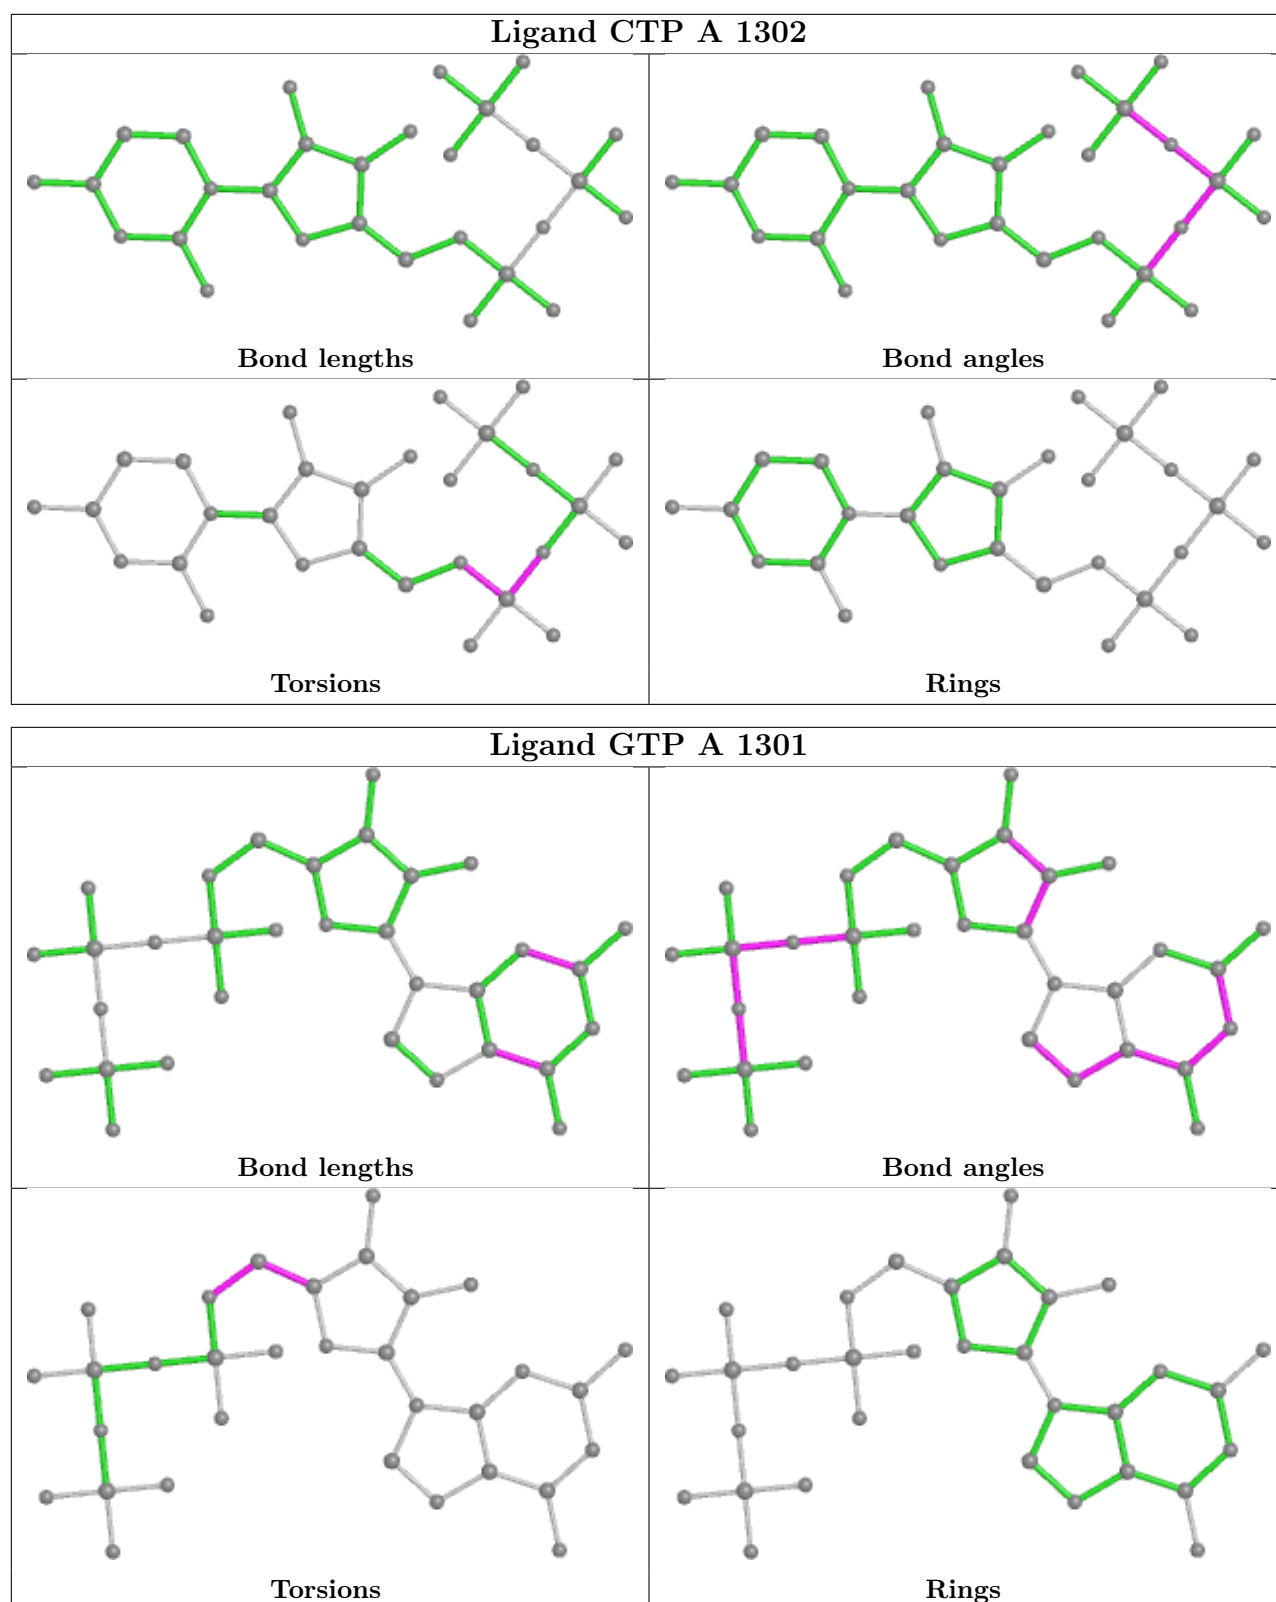 Ligand CTP A 1302
Bond lengths
Bond angles
Torsions
Rings
Ligand GTP A 1301
Bond lengths
Bond angles
Torsions
Rings